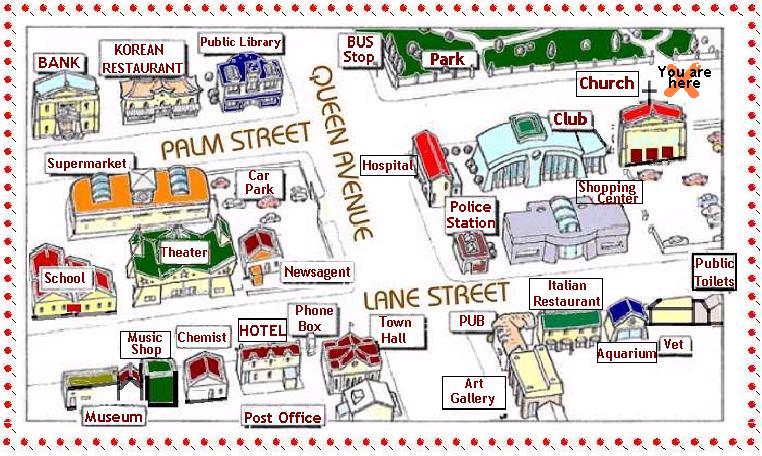 BANK
KOREAN
RESTAURANT
Public Library
BUS
Stop
Park
Church
You are
here
QUEEN AVENUE
PALM STREET
Club
Hospital
Supermarket
Car
Park
Shopping
Center
Police
Station
Theater
School
Newsagent
Public
Toilets
LANE STREET
Italian
Restaurant
Phone
Box
PUB
Town
Hall
HOTEL
Chemist
Music
Shop
Aquarium
Vet
Art
Gallery
Museum
Post Office